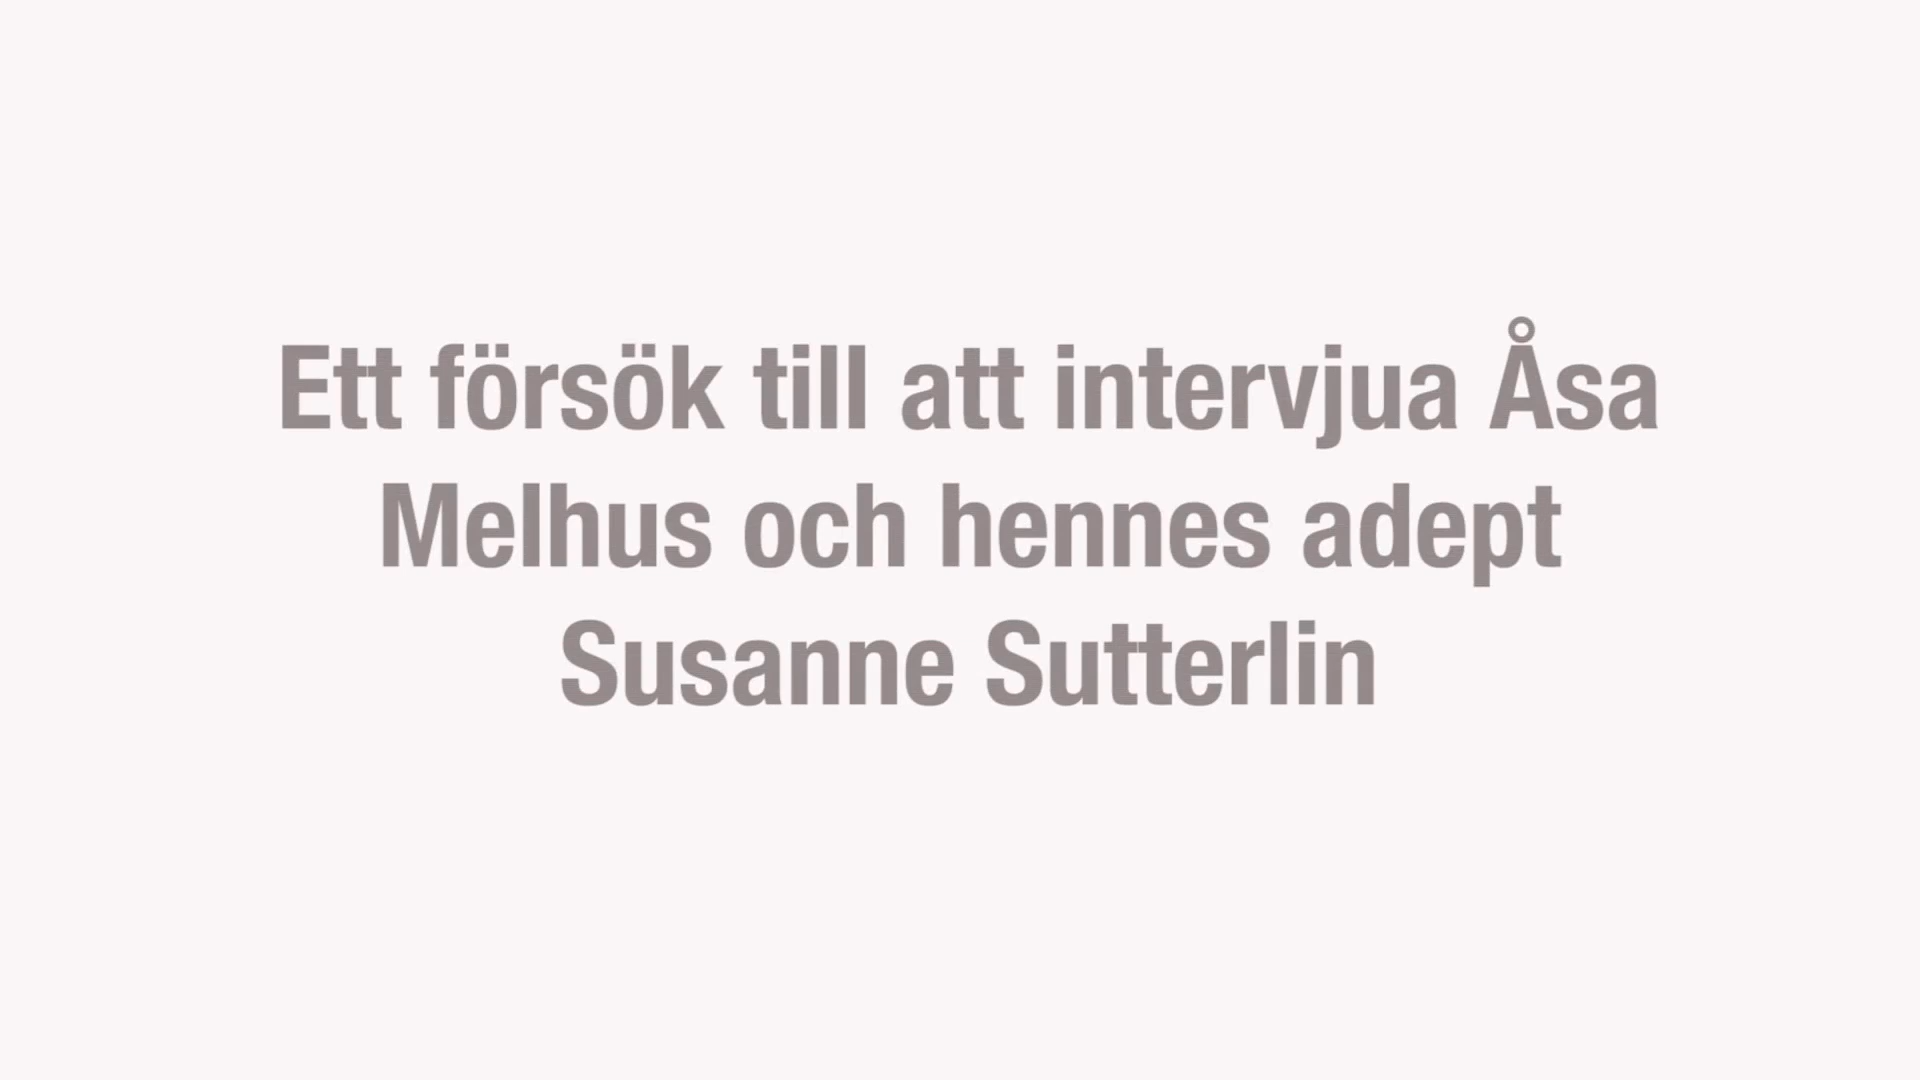 Ett försök till att intervjua Åsa
Melhus och hennes adept
Susanne Sutterlin